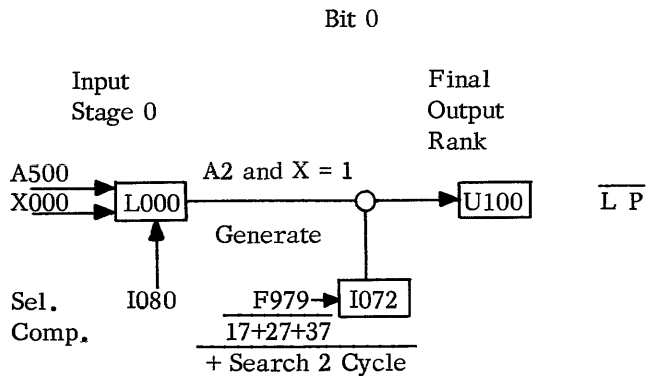 Bit 0
Input
Stage 0
Final
Output
Rank
A500
X000
L000
A2 and X = 1
U100
L P
Generate
Sel.
Comp.
I080
F979
I072
17+27+37
+ Search 2 Cycle